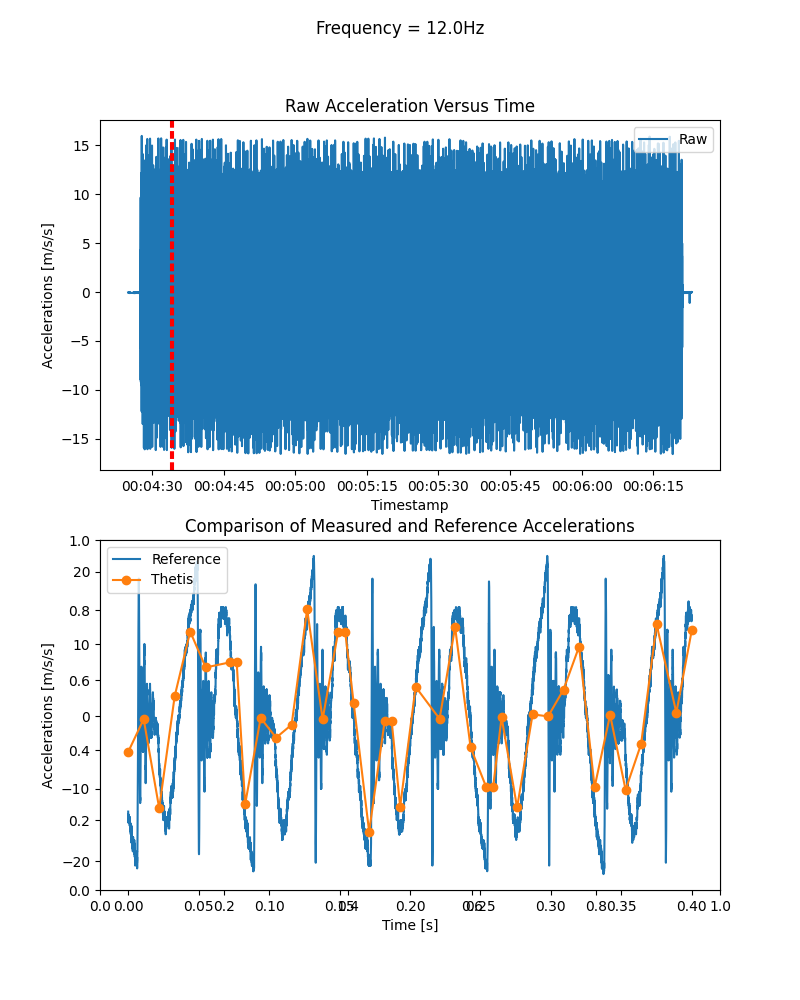 Frequency = 12.0Hz
Raw Acceleration Versus Time
Raw
15
10
5
0
−5
−10
−15
Accelerations [m/s/s]
00:04:30 00:04:45 00:05:00 00:05:15 00:05:30 00:05:45 00:06:00 00:06:15
Timestamp
Comparison of Measured and Reference Accelerations
Reference
Thetis
1.0
20
0.8
10
0.6
0
0.4
−10
0.2
−20
0.0
Accelerations [m/s/s]
0.0 0.00 0.05 0.2 0.10 0.15 0.4 0.20 0.6 0.25 0.30 0.8 0.35 0.40 1.0
Time [s]